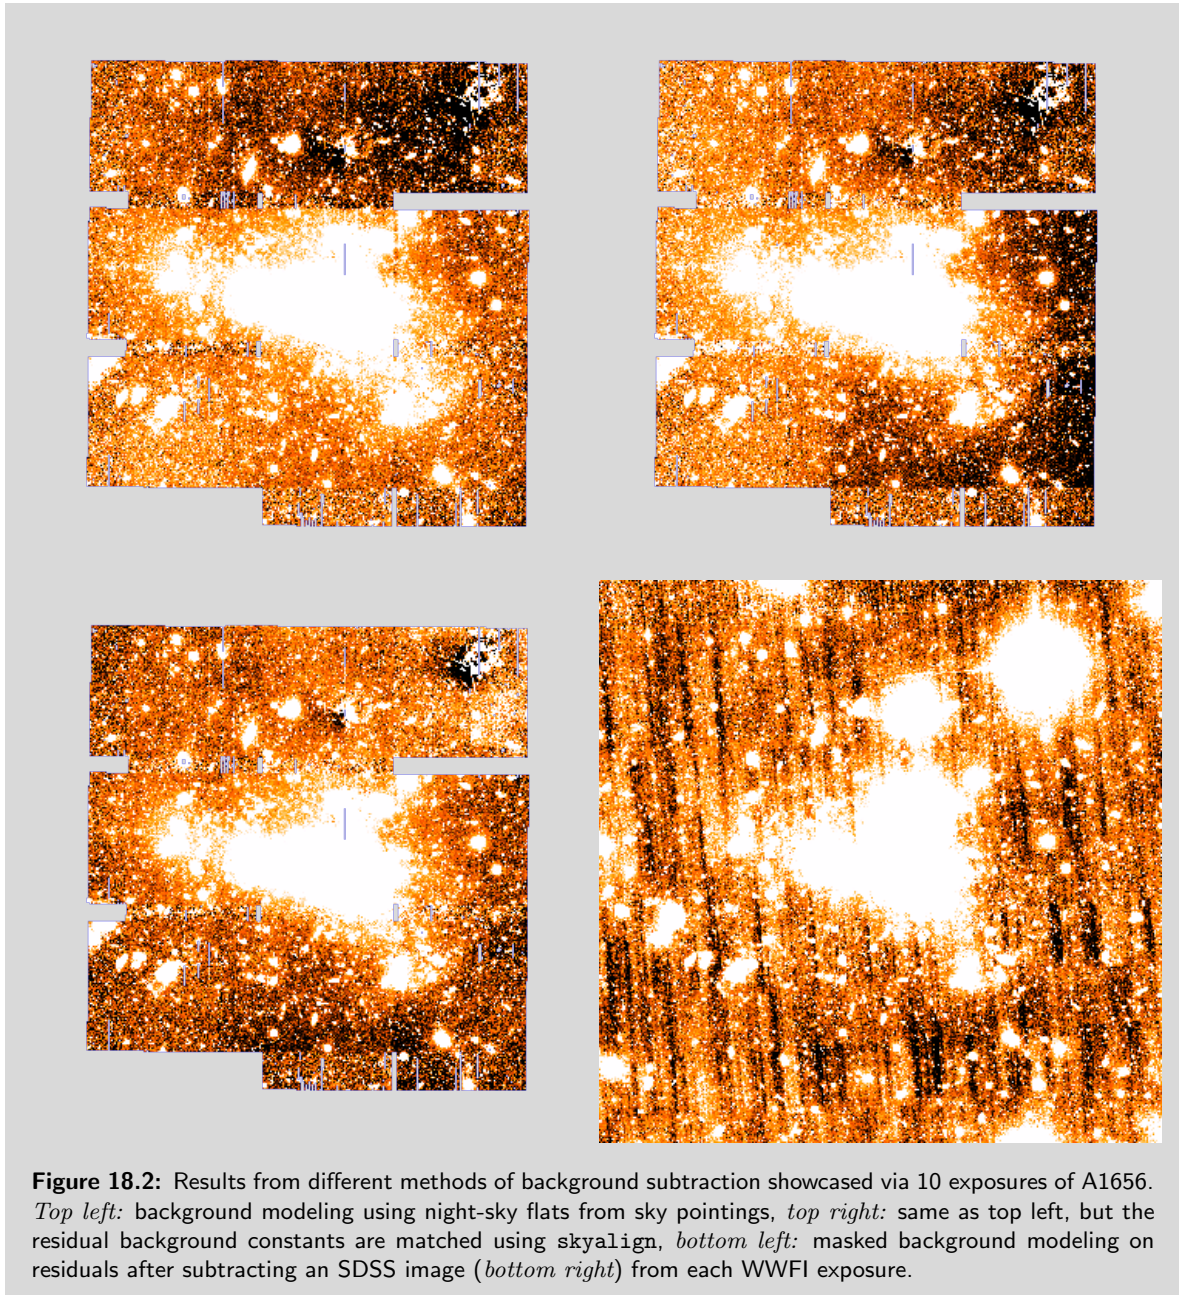 Figure 18.2: Results from different methods of background subtraction showcased via 10 exposures of A1656.
Top left: background modeling using night-sky flats from sky pointings, top right: same as top left, but the
residual background constants are matched using skyalign, bottom left: masked background modeling on
residuals after subtracting an SDSS image (bottom right) from each WWFI exposure.